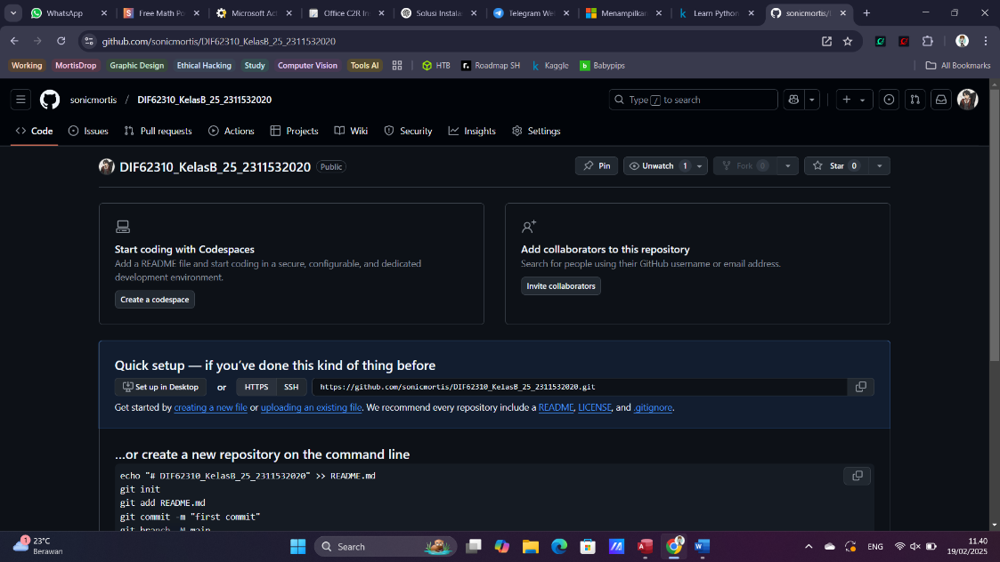 WhatsApp
Free Math Po
Microsoft Act
Office C2R In
Solusi Instala
Telegram We
Menampilkan
Learn Python
sonicmortis/
github.com/sonicmortis/DIF62310_KelasB_25_2311532020
Working
MortisDrop
Graphic Design
Ethical Hacking
Study
Computer Vision
Tools AI
HTB
Roadmap SH
Kaggle
Babypips
All Bookmarks
sonicmortis / DIF62310_KelasB_25_2311532020
Type / to search
Code
Issues
Pull requests
Actions
Projects
Wiki
Security
Insights
Settings
DIF62310_KelasB_25_2311532020 Public
Pin
Unwatch 1
Fork 0
Star 0
Start coding with Codespaces
Add a README file and start coding in a secure, configurable, and dedicated
development environment.
Create a codespace
Add collaborators to this repository
Search for people using their GitHub username or email address.
Invite collaborators
Quick setup — if you've done this kind of thing before
Set up in Desktop or HTTPS SSH https://github.com/sonicmortis/DIF62310_KelasB_25_2311532020.git
Get started by creating a new file or uploading an existing file. We recommend every repository include a README, LICENSE, and .gitignore.
...or create a new repository on the command line
echo "# DIF62310_KelasB_25_2311532020" >> README.md
git init
git add README.md
git commit -m "first commit"
git branch -M main
1
23°C
Berawan
Search
ENG
11.40
19/02/2025